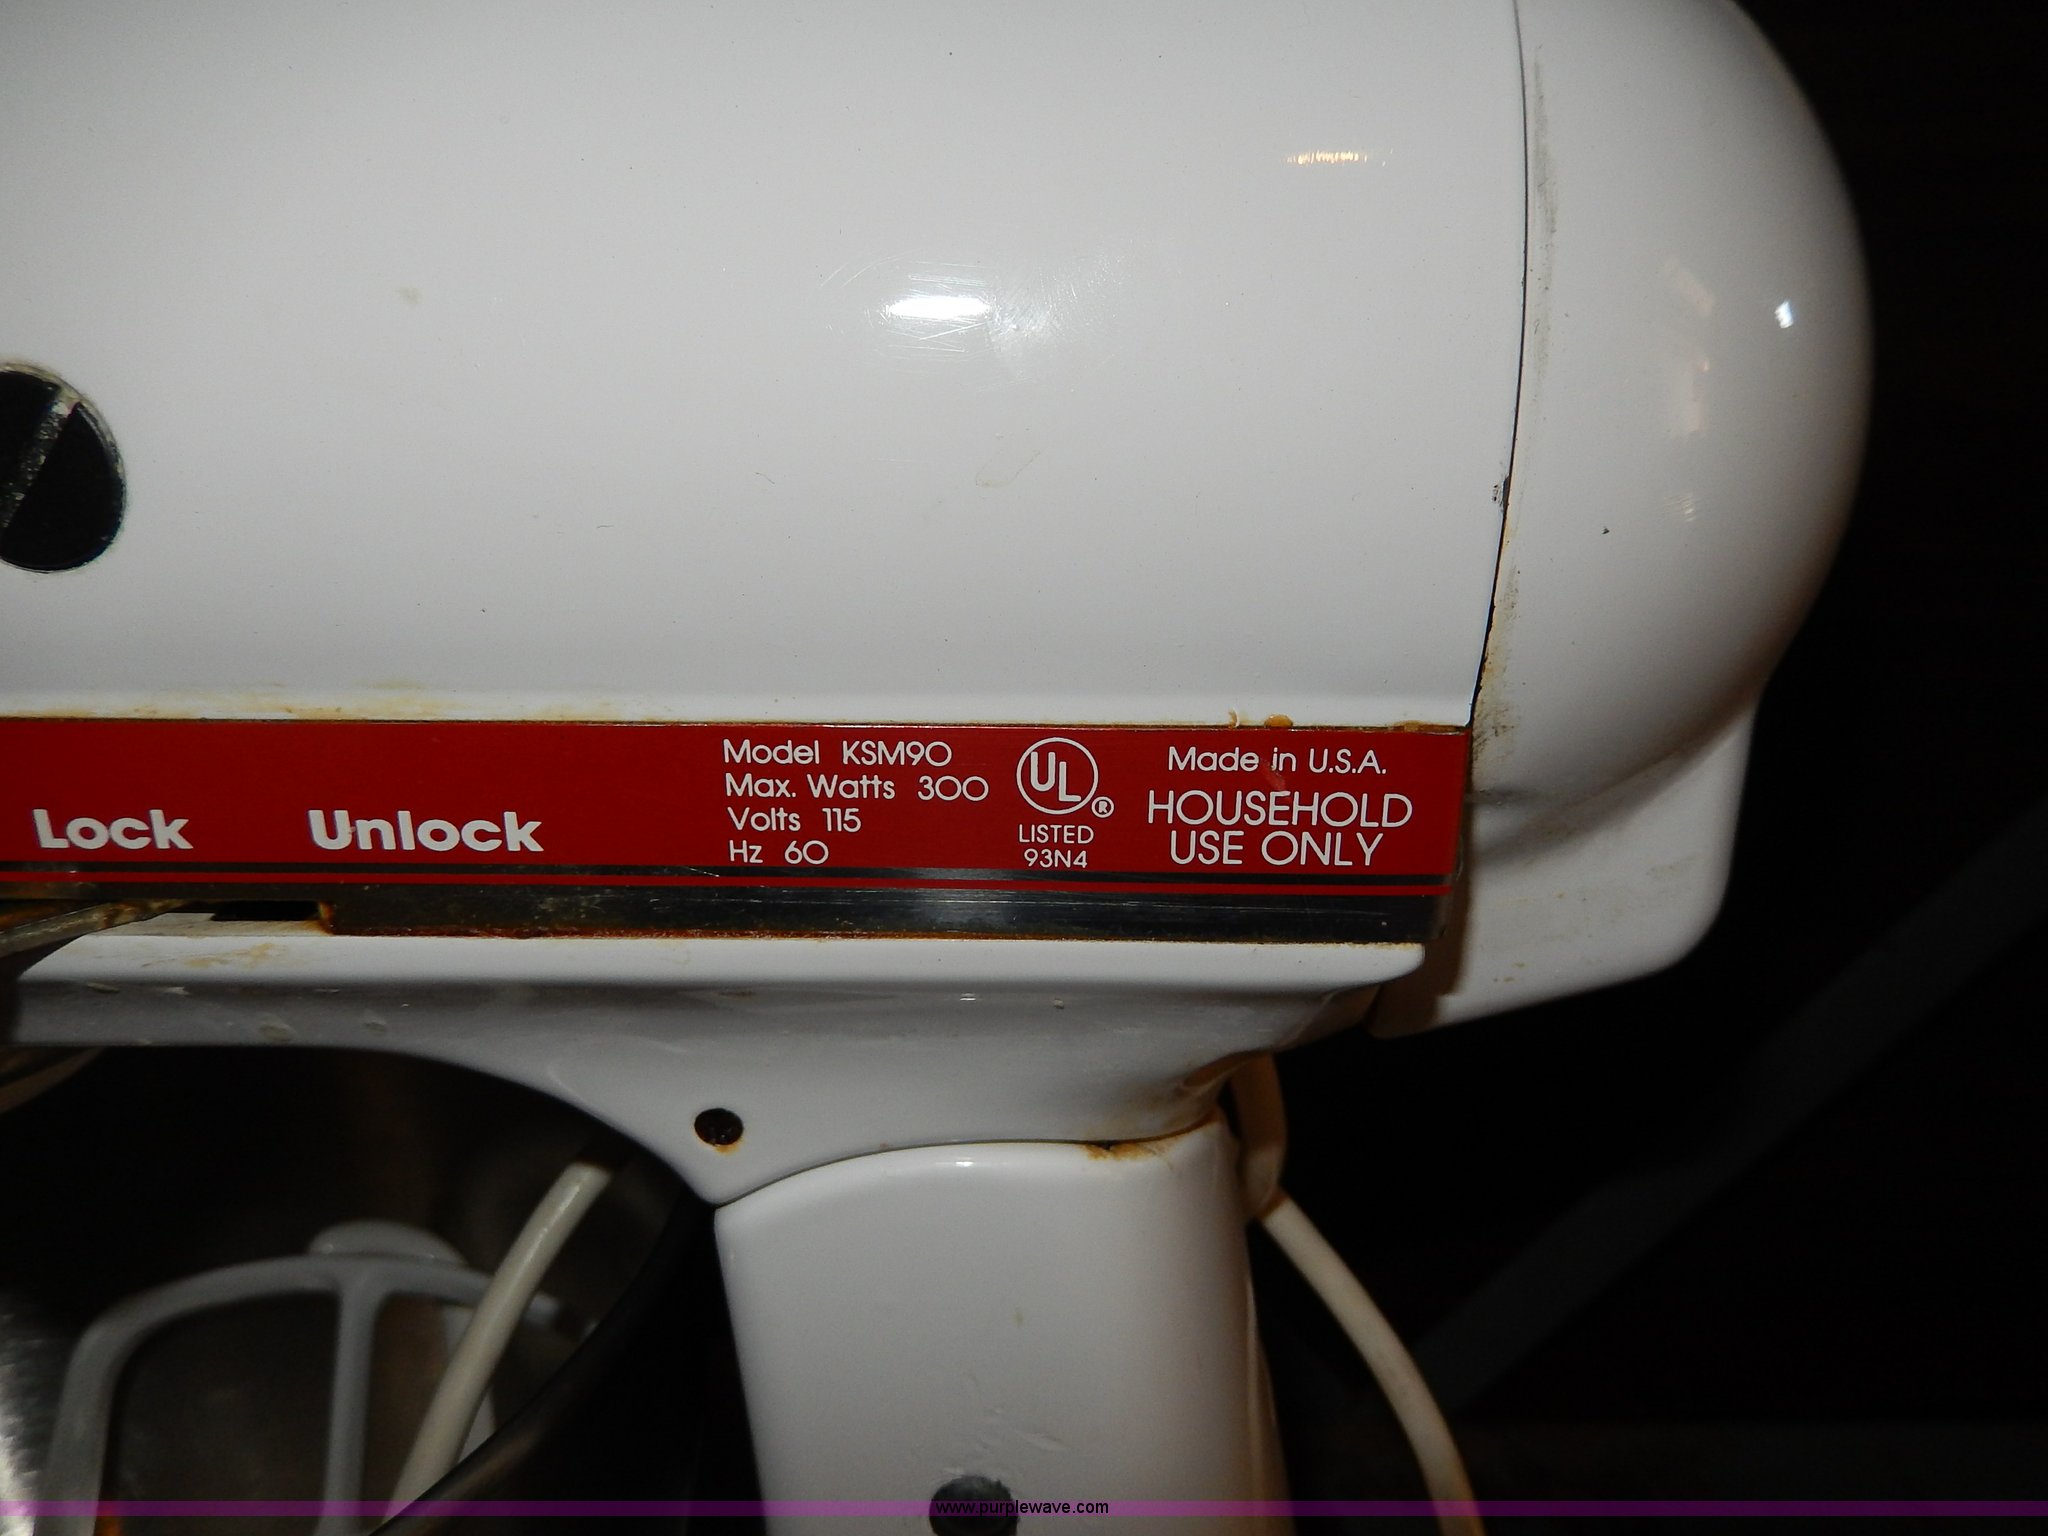 Lock Unlock
Model KSM90
Max. Watts 300
Volts 115
Hz 60
UL ®
LISTED
93N4
Made in U.S.A.
HOUSEHOLD
USE ONLY
www.purplewave.com